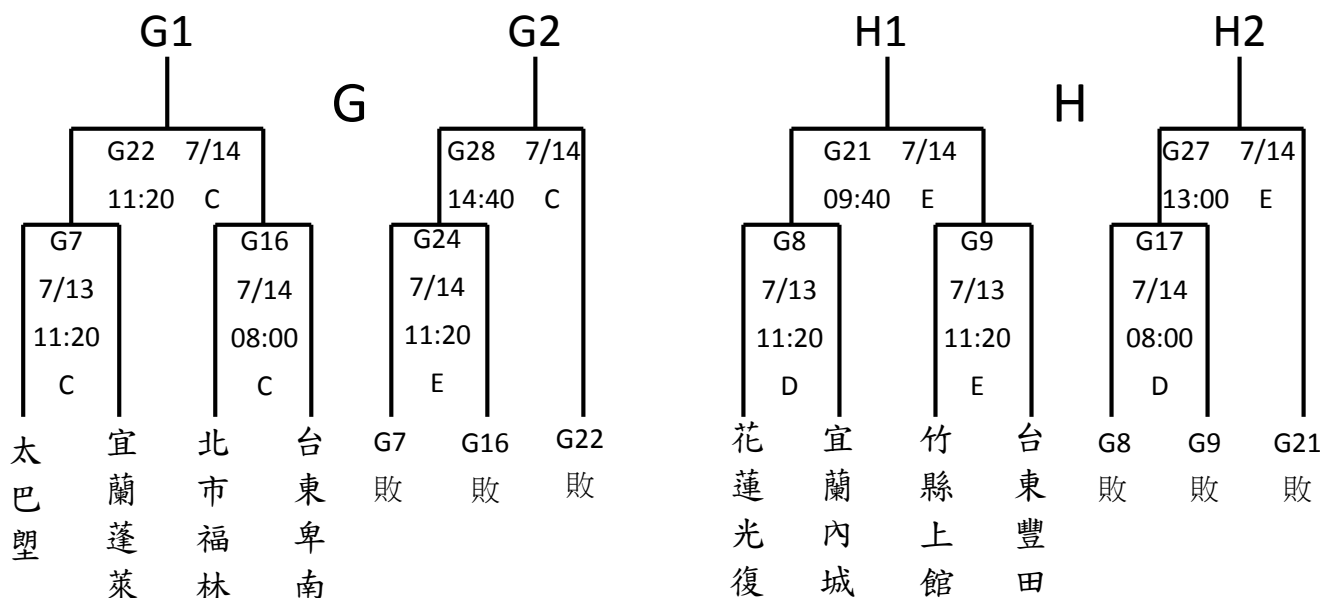 G1
G2
G
G22 7/14
11:20 C
G28 7/14
14:40 C
G7
7/13
11:20
C
G16
7/14
08:00
C
G24
7/14
11:20
E
太巴塱
宜蘭蓬萊
北市福林
台東卑南
G7
敗
G16
敗
G22
敗
H1
H2
H
G21 7/14
09:40 E
G27 7/14
13:00 E
G8
7/13
11:20
D
G9
7/13
11:20
E
G17
7/14
08:00
D
花蓮光復
宜蘭內城
竹縣上館
台東豐田
G8
敗
G9
敗
G21
敗